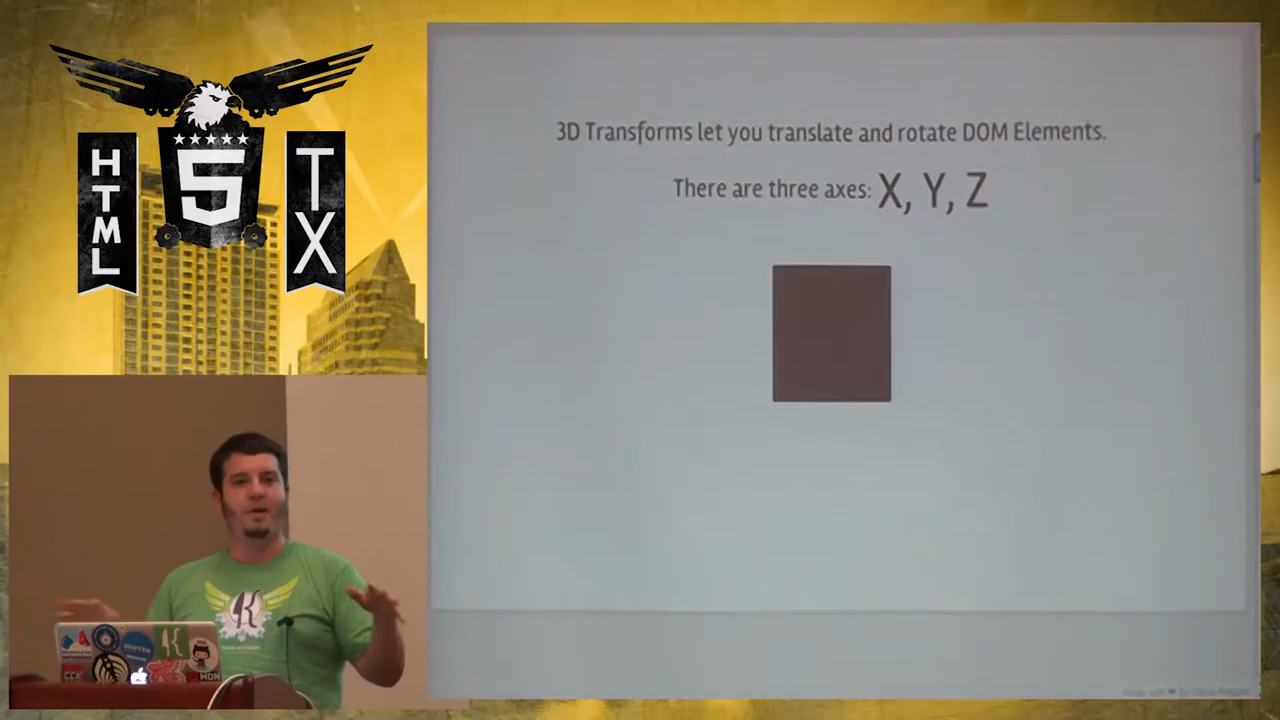 HTML
5
TX
3D Transforms let you translate and rotate DOM Elements.
There are three axes: X, Y, Z